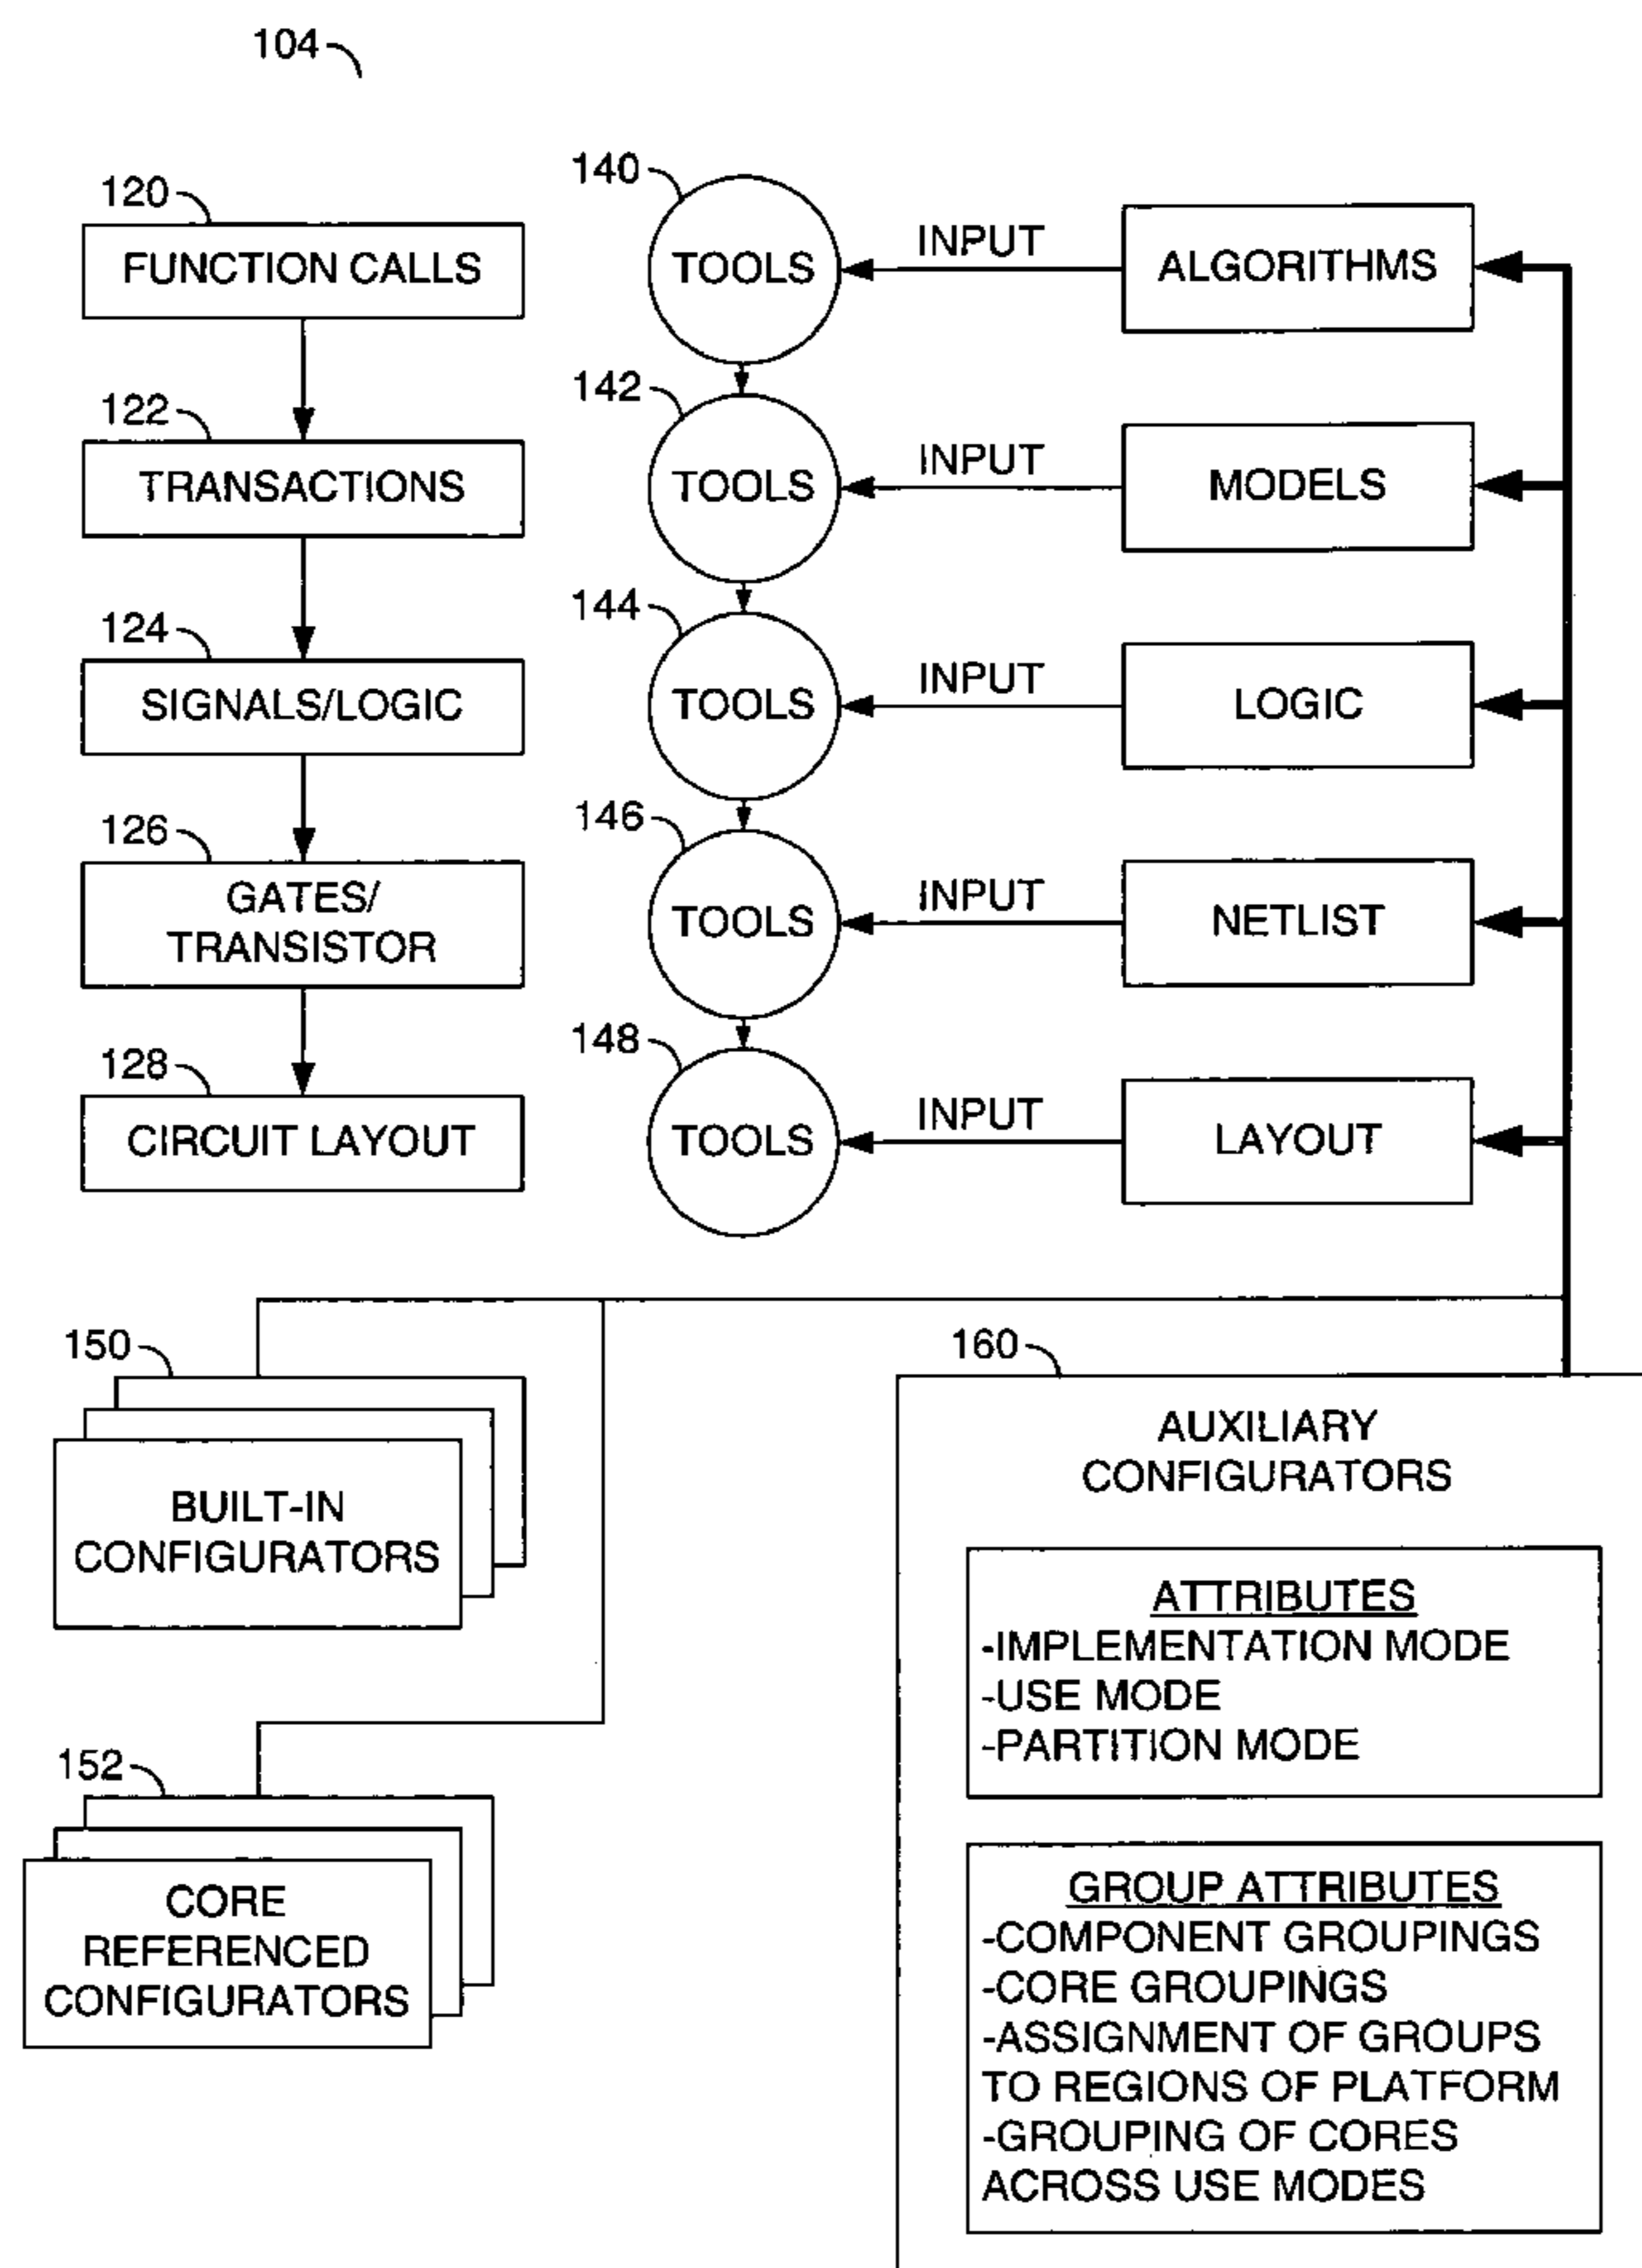 104
120
FUNCTION CALLS
122
TRANSACTIONS
124
SIGNALS/LOGIC
126
GATES/
TRANSISTOR
128
CIRCUIT LAYOUT
140
TOOLS
INPUT
ALGORITHMS
142
TOOLS
INPUT
MODELS
144
TOOLS
INPUT
LOGIC
146
TOOLS
INPUT
NETLIST
148
TOOLS
INPUT
LAYOUT
150
BUILT-IN
CONFIGURATORS
152
CORE
REFERENCED
CONFIGURATORS
160
AUXILIARY
CONFIGURATORS
ATTRIBUTES
-IMPLEMENTATION MODE
-USE MODE
-PARTITION MODE
GROUP ATTRIBUTES
-COMPONENT GROUPINGS
-CORE GROUPINGS
-ASSIGNMENT OF GROUPS
TO REGIONS OF PLATFORM
-GROUPING OF CORES
ACROSS USE MODES